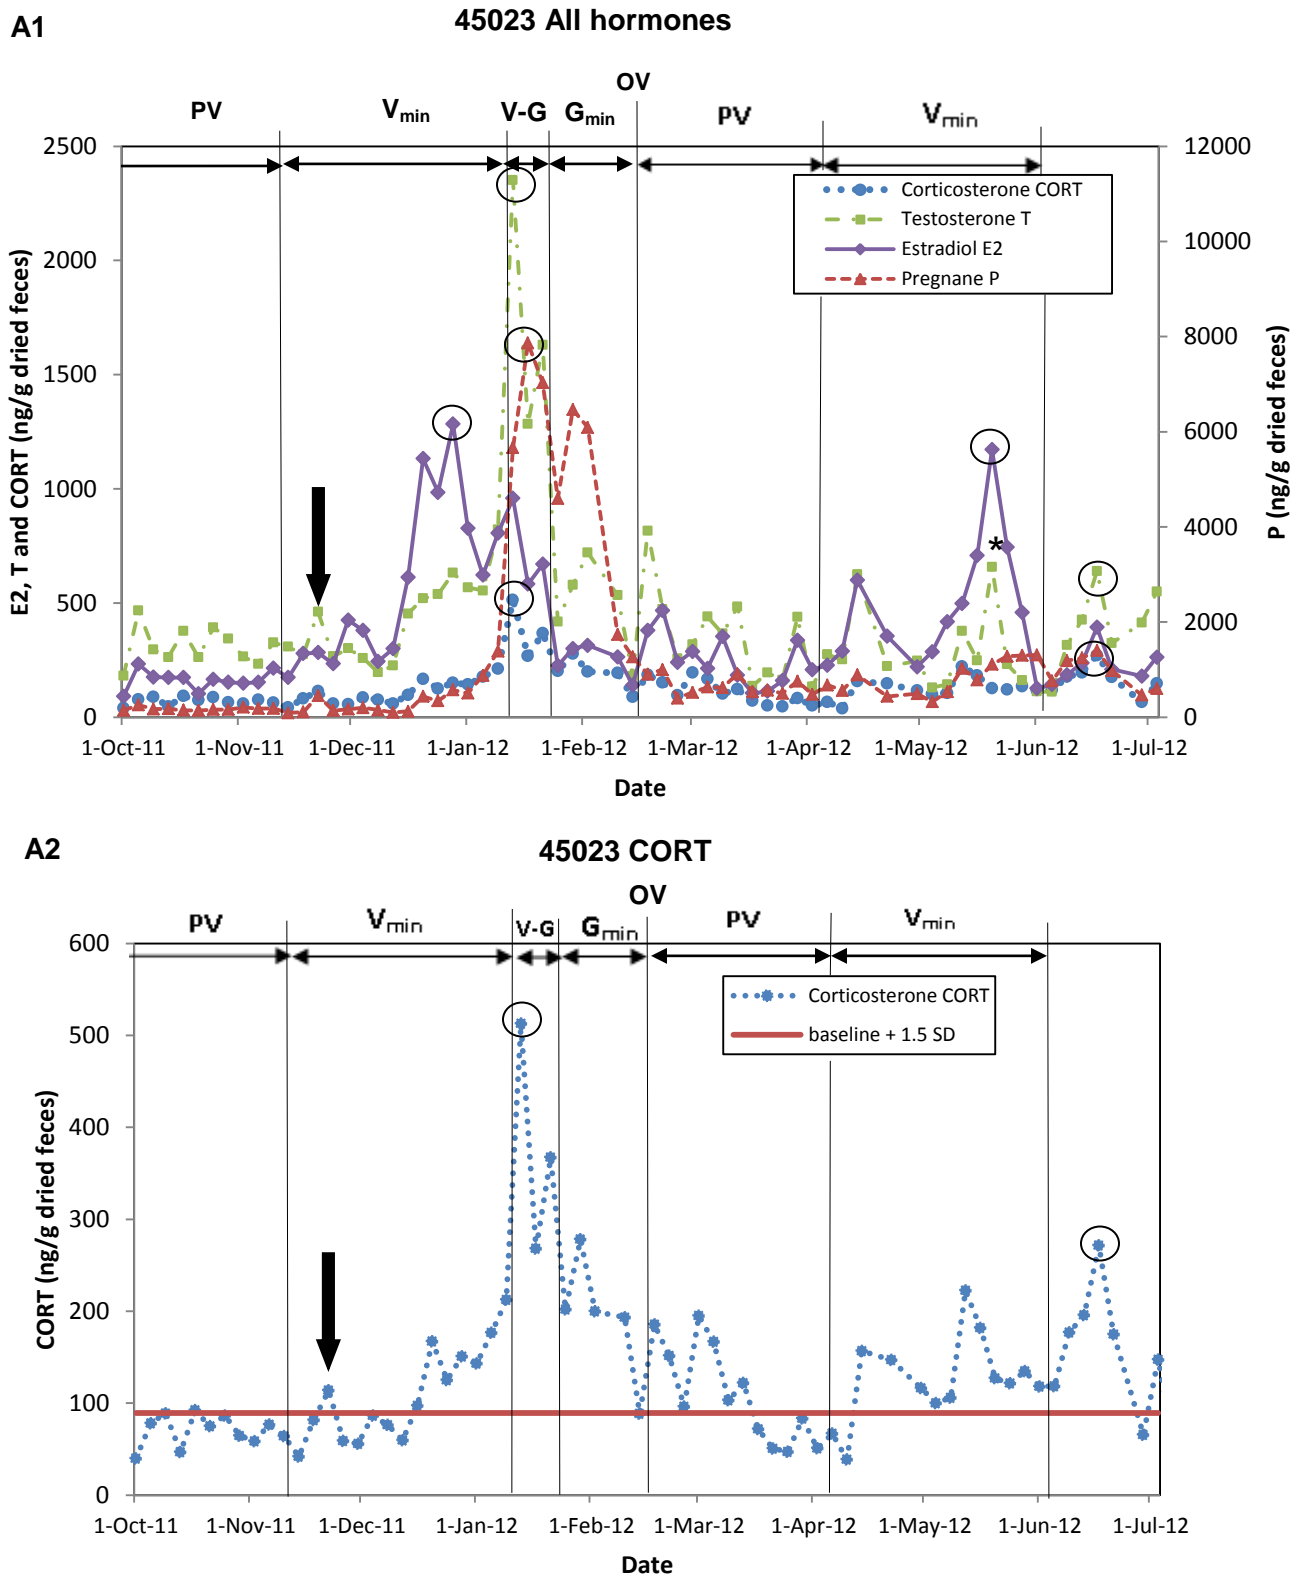 A1
45023 All hormones
OV
PV Vmin V-G Gmin PV Vmin
2500
2000
1500
1000
500
0
12000
10000
8000
6000
4000
2000
0
E2, T and CORT (ng/g dried feces)
P (ng/g dried feces)
Corticosterone CORT
Testosterone T
Estradiol E2
Pregnane P
*
1-Oct-11 1-Nov-11 1-Dec-11 1-Jan-12 1-Feb-12 1-Mar-12 1-Apr-12 1-May-12 1-Jun-12 1-Jul-12
Date
A2
45023 CORT
OV
PV Vmin V-G Gmin PV Vmin
600
500
400
300
200
100
0
CORT (ng/g dried feces)
Corticosterone CORT
baseline + 1.5 SD
1-Oct-11 1-Nov-11 1-Dec-11 1-Jan-12 1-Feb-12 1-Mar-12 1-Apr-12 1-May-12 1-Jun-12 1-Jul-12
Date